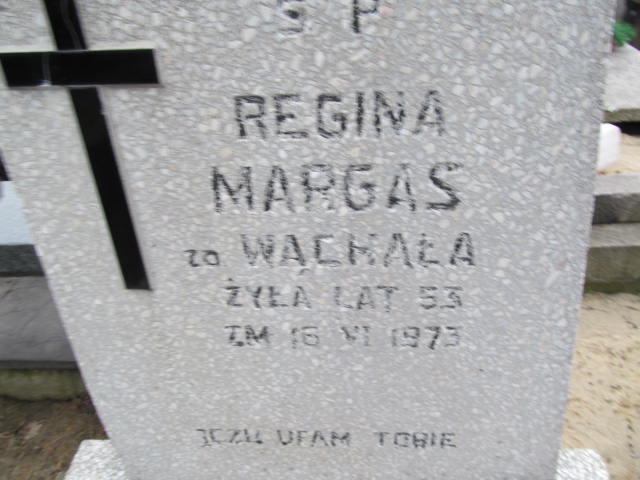 Ś P
REGINA
MARGAS
zD WĄCHAŁA
ŻYŁA LAT 53
ZM 16 VI 1973
JEZU UFAM TOBIE